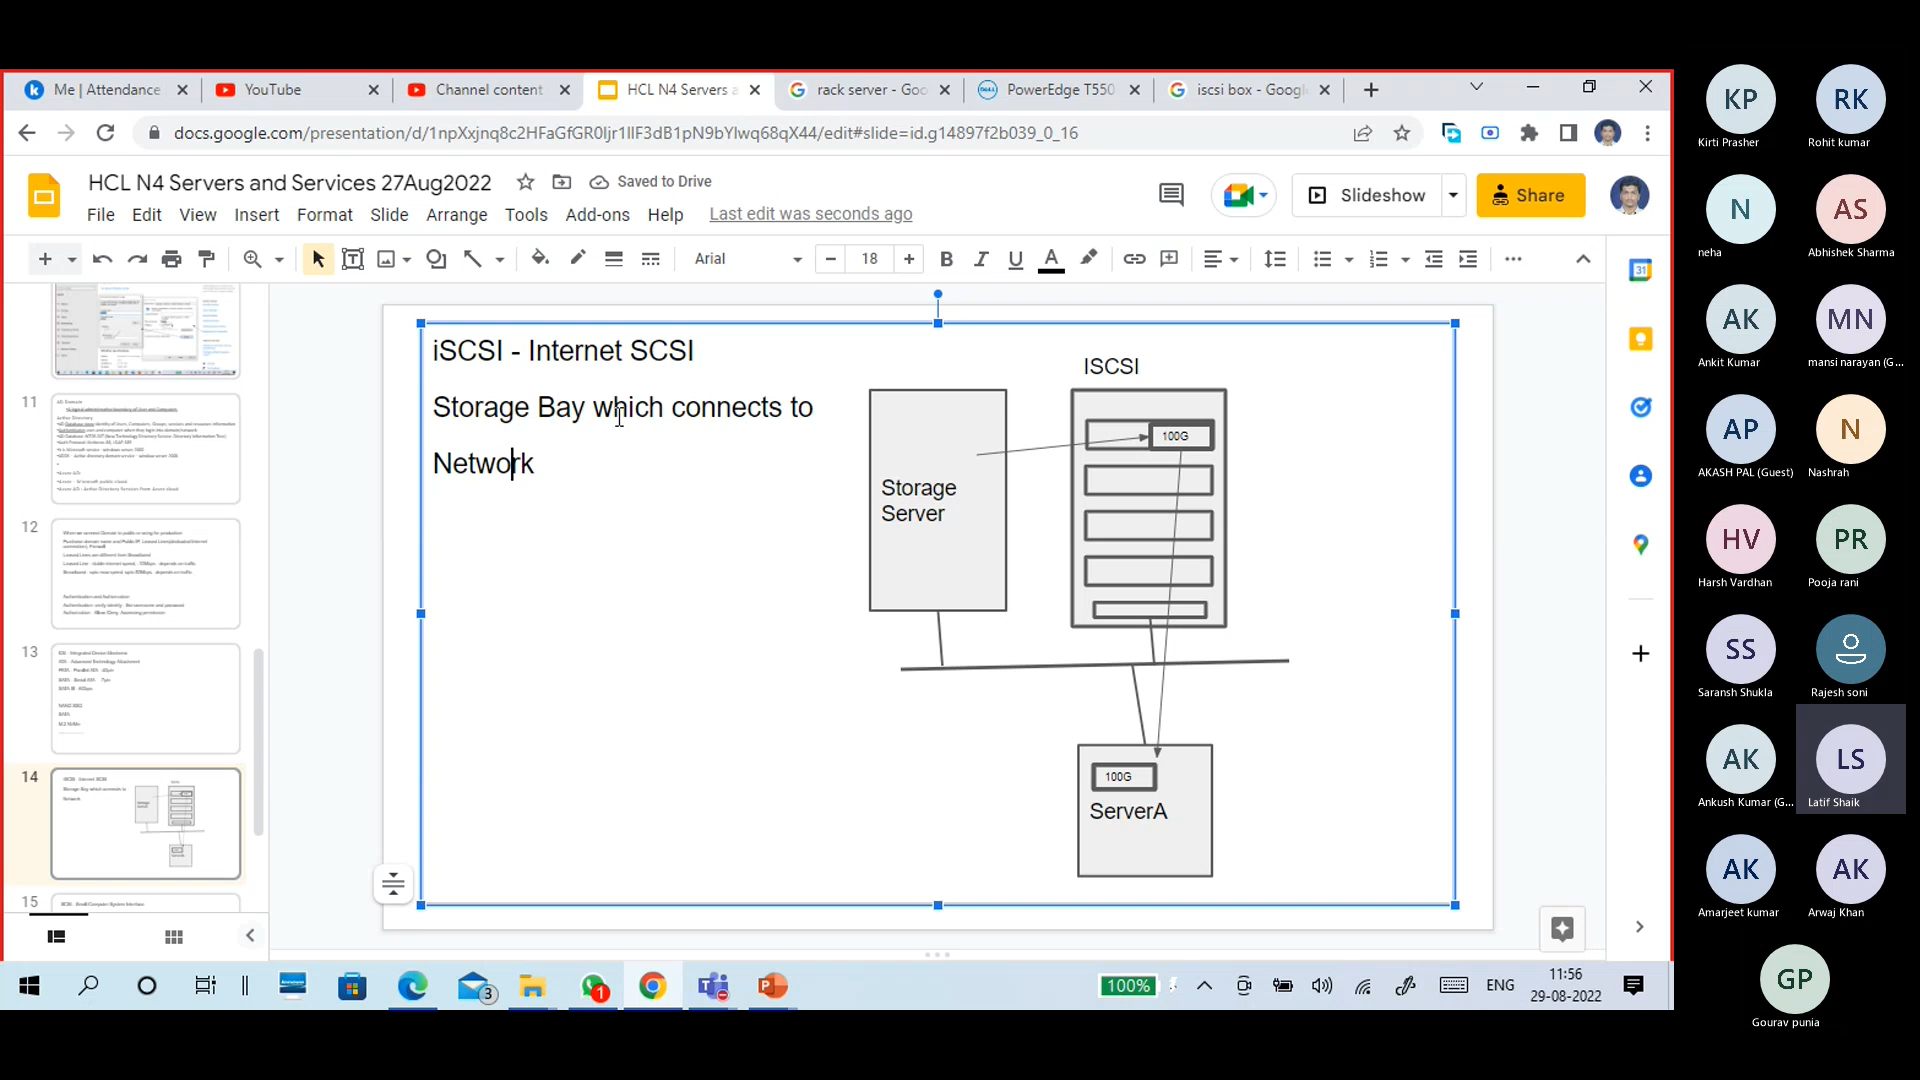 Me | Attendance
YouTube
Channel content
HCL N4 Servers a
rack server - Goo
PowerEdge T550
iscsi box - Googl
docs.google.com/presentation/d/1npXxjnq8c2HFaGfGR0Ijr1IIF3dB1pN9bYlwq68qX44/edit#slide=id.g14897f2b039_0_16
HCL N4 Servers and Services 27Aug2022
Saved to Drive
File Edit View Insert Format Slide Arrange Tools Add-ons Help Last edit was seconds ago
Slideshow
Share
Arial
18
B I U A
31
11
12
13
14
15
iSCSI - Internet SCSI
Storage Bay which connects to
Network
ISCSI
100G
Storage
Server
100G
ServerA
3
1
100%
ENG
11:56
29-08-2022
KP
Kirti Prasher
RK
Rohit kumar
N
neha
AS
Abhishek Sharma
AK
Ankit Kumar
MN
mansi narayan (G...
AP
AKASH PAL (Guest)
N
Nashrah
HV
Harsh Vardhan
PR
Pooja rani
SS
Saransh Shukla
Rajesh soni
AK
Ankush Kumar (G...
LS
Latif Shaik
AK
Amarjeet kumar
AK
Arwaj Khan
GP
Gourav punia